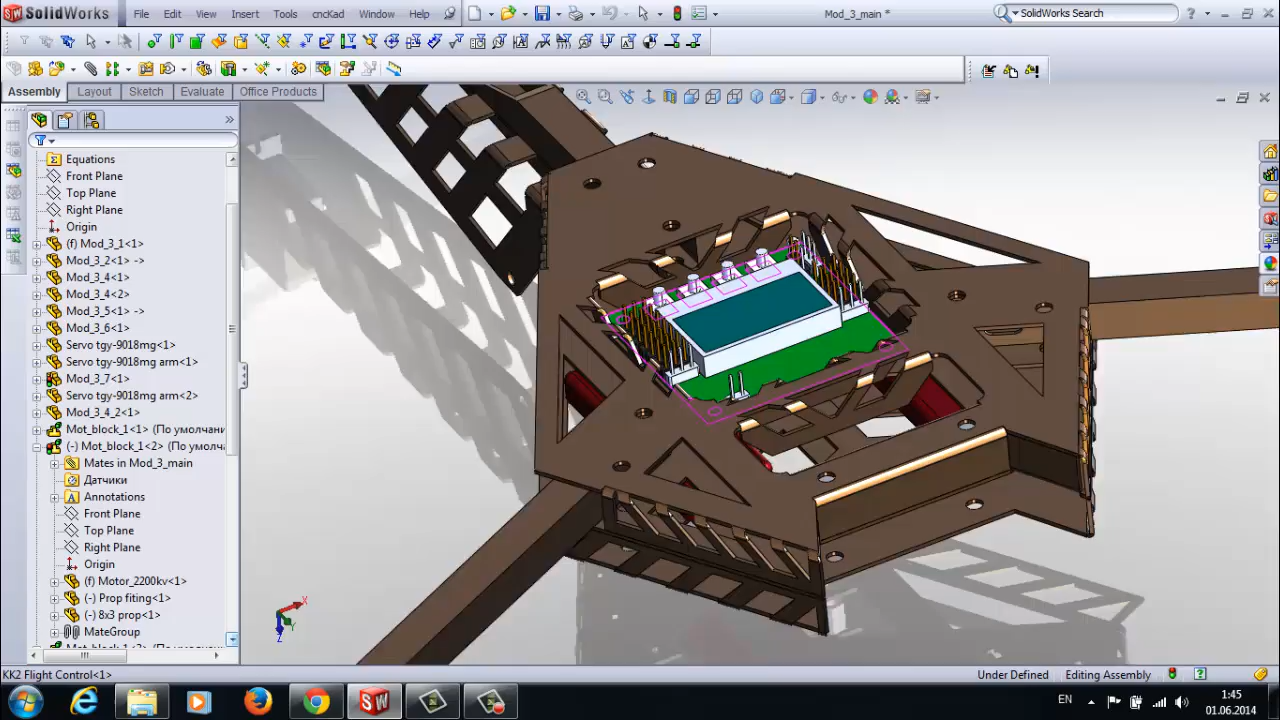 SolidWorks File Edit View Insert Tools cncKad Window Help Mod_3_main * SolidWorks Search
Assembly Layout Sketch Evaluate Office Products
Equations
Front Plane
Top Plane
Right Plane
Origin
(f) Mod_3_1<1>
Mod_3_2<1> ->
Mod_3_4<1>
Mod_3_4<2>
Mod_3_5<1> ->
Mod_3_6<1>
Servo tgy-9018mg<1>
Servo tgy-9018mg arm<1>
Mod_3_7<1>
Servo tgy-9018mg arm<2>
Mod_3_4_2<1>
Mot_block_1<1> (По умолчани
(-) Mot_block_1<2> (По умолча
Mates in Mod_3_main
Датчики
Annotations
Front Plane
Top Plane
Right Plane
Origin
(f) Motor_2200kv<1>
(-) Prop fiting<1>
(-) 8x3 prop<1>
MateGroup
X
Y
Z
KK2 Flight Control<1> Under Defined Editing Assembly
EN 1:45
01.06.2014